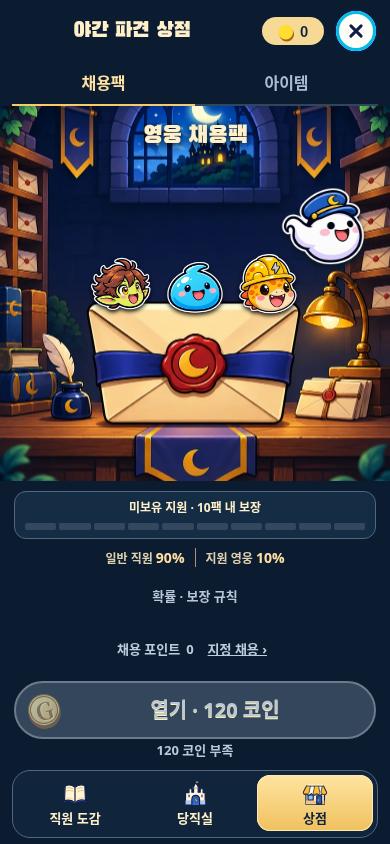 야간 파견 상점
0
채용팩
아이템
영웅 채용팩
미보유 지원 · 10팩 내 보장
일반 직원 90%
지원 영웅 10%
확률 · 보장 규칙
채용 포인트 0
지정 채용 ›
G
열기 · 120 코인
120 코인 부족
직원 도감
당직실
상점